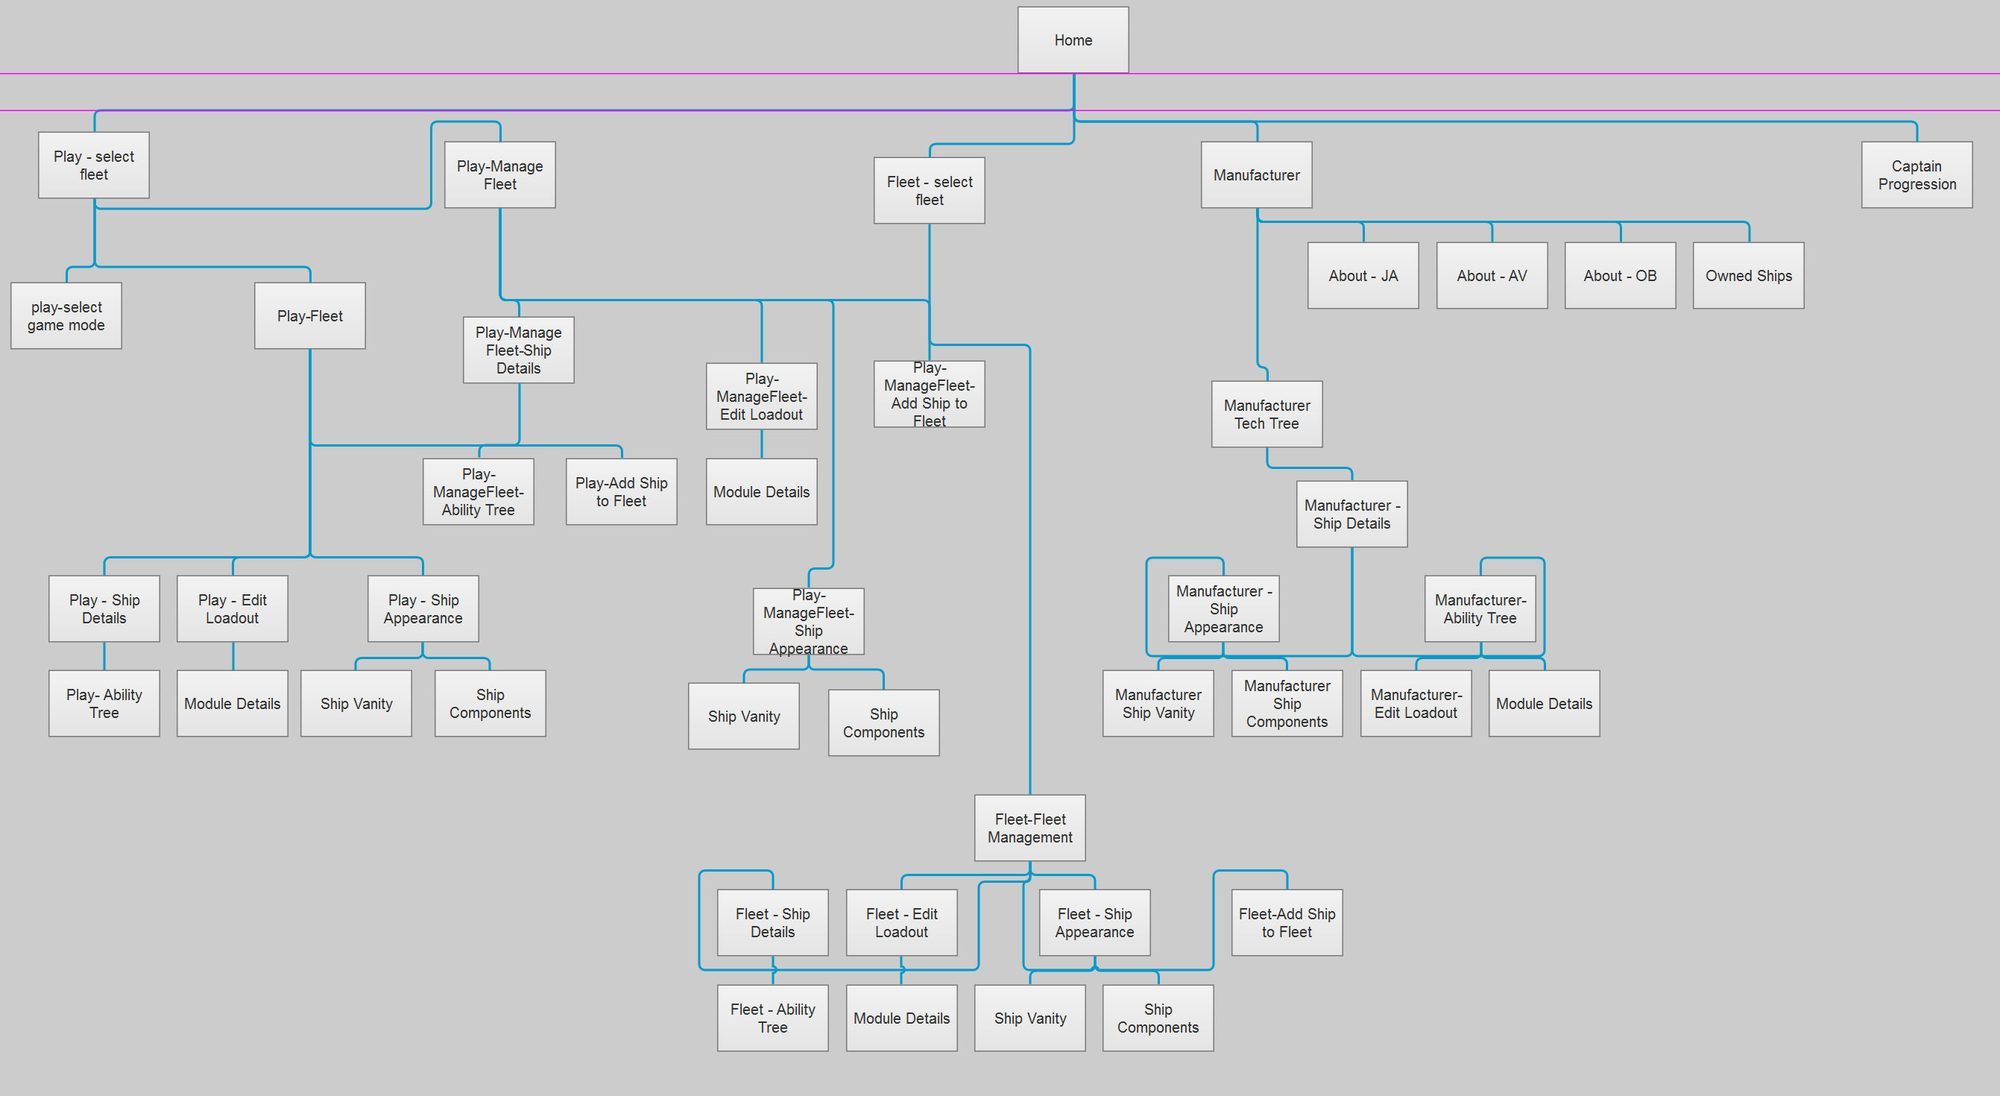 Home
Play - select
fleet
Play-Manage
Fleet
Fleet - select
fleet
Manufacturer
Captain
Progression
About - JA
About - AV
About - OB
Owned Ships
play-select
game mode
Play-Fleet
Play-Manage
Fleet-Ship
Details
Play-
ManageFleet-
Edit Loadout
Play-
ManageFleet-
Add Ship to
Fleet
Manufacturer
Tech Tree
Play-
ManageFleet-
Ability Tree
Play-Add Ship
to Fleet
Module Details
Manufacturer -
Ship Details
Play - Ship
Details
Play - Edit
Loadout
Play - Ship
Appearance
Play-
ManageFleet-
Ship
Appearance
Manufacturer -
Ship
Appearance
Manufacturer-
Ability Tree
Play- Ability
Tree
Module Details
Ship Vanity
Ship
Components
Ship Vanity
Ship
Components
Manufacturer
Ship Vanity
Manufacturer
Ship
Components
Manufacturer-
Edit Loadout
Module Details
Fleet-Fleet
Management
Fleet - Ship
Details
Fleet - Edit
Loadout
Fleet - Ship
Appearance
Fleet-Add Ship
to Fleet
Fleet - Ability
Tree
Module Details
Ship Vanity
Ship
Components